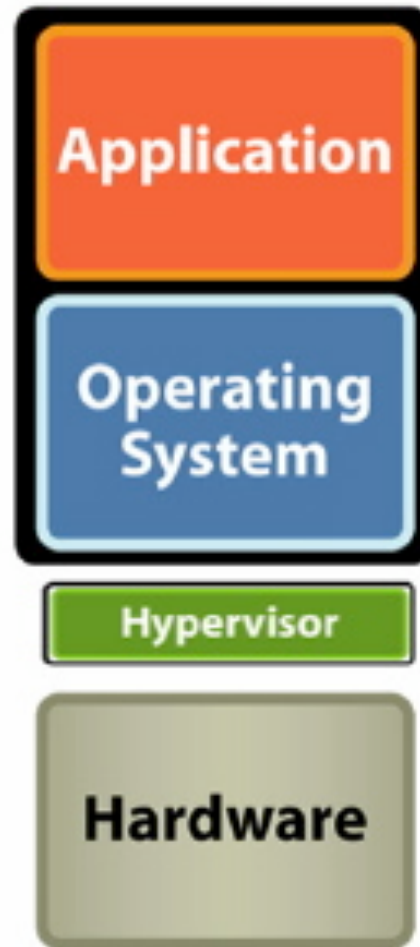 Application
Operating
System
Hypervisor
Hardware